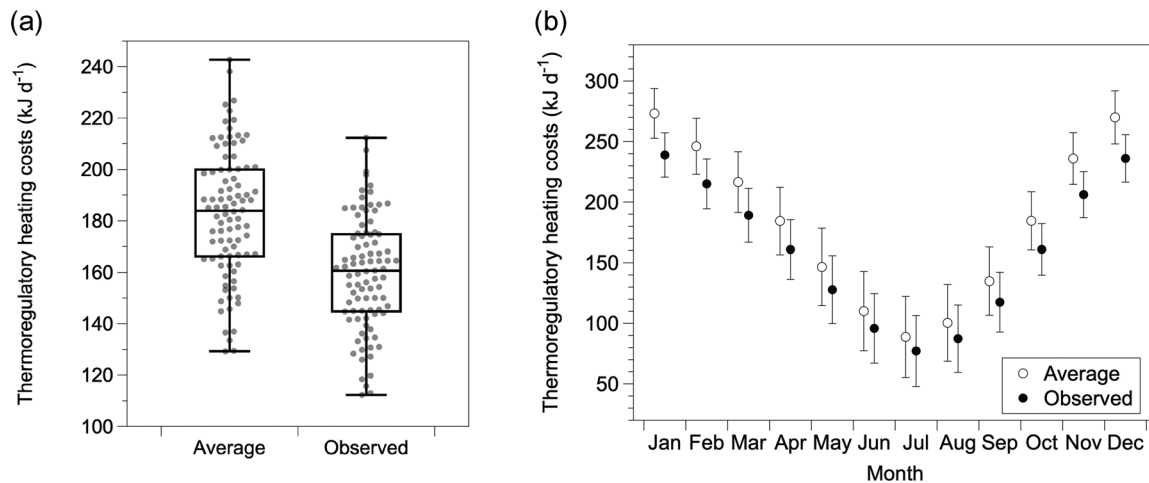 (a)
Thermoregulatory heating costs (kJ d⁻¹)
240
220
200
180
160
140
120
100
Average
Observed
(b)
Thermoregulatory heating costs (kJ d⁻¹)
300
250
200
150
100
50
Average
Observed
Jan Feb Mar Apr May Jun Jul Aug Sep Oct Nov Dec
Month